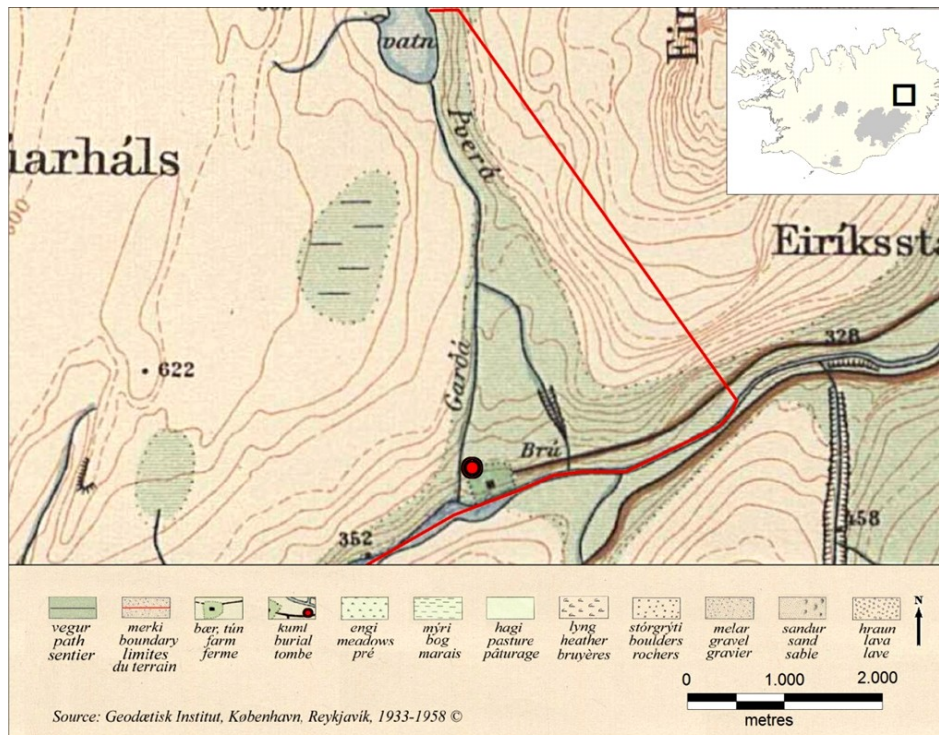 vatn
Þverá
iarháls
Eir
Eiríkssta
622
Garðá
328
Brú
352
458
vegur
path
sentier
merki
boundary
limites
du terrain
bær, tún
farm
ferme
kuml
burial
tombe
engi
meadows
pré
mýri
bog
marais
hagi
pasture
pâturage
lyng
heather
bruyères
stórgrýti
boulders
rochers
melar
gravel
gravier
sandur
sand
sable
hraun
lava
lave
N
0 1.000 2.000
metres
Source: Geodætisk Institut, København, Reykjavík, 1933-1958 ©